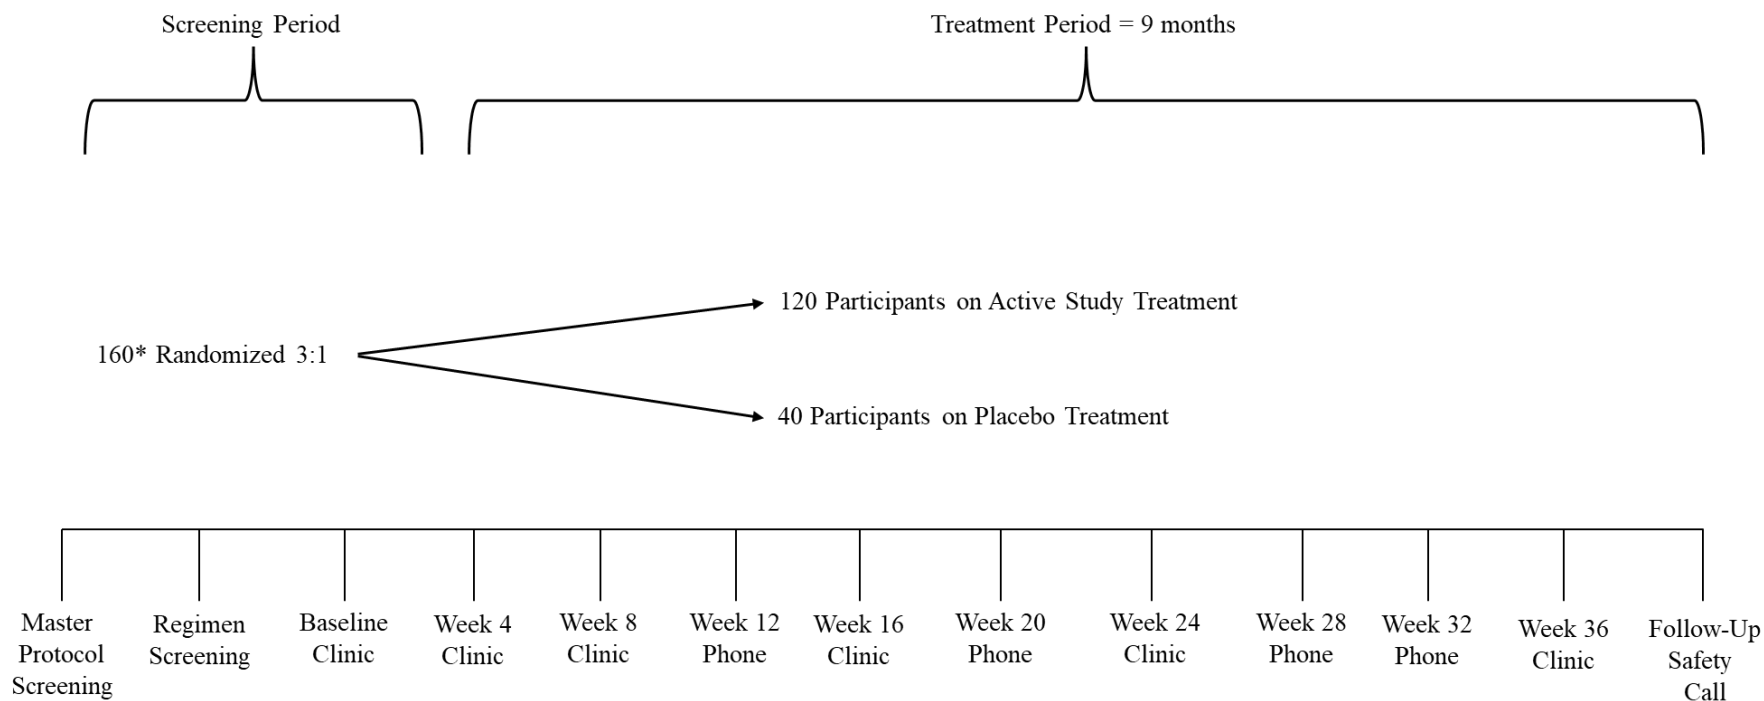 Screening Period
Treatment Period = 9 months
120 Participants on Active Study Treatment
160* Randomized 3:1
40 Participants on Placebo Treatment
Master
Protocol
Screening
Regimen
Screening
Baseline
Clinic
Week 4
Clinic
Week 8
Clinic
Week 12
Phone
Week 16
Clinic
Week 20
Phone
Week 24
Clinic
Week 28
Phone
Week 32
Phone
Week 36
Clinic
Follow-Up
Safety
Call